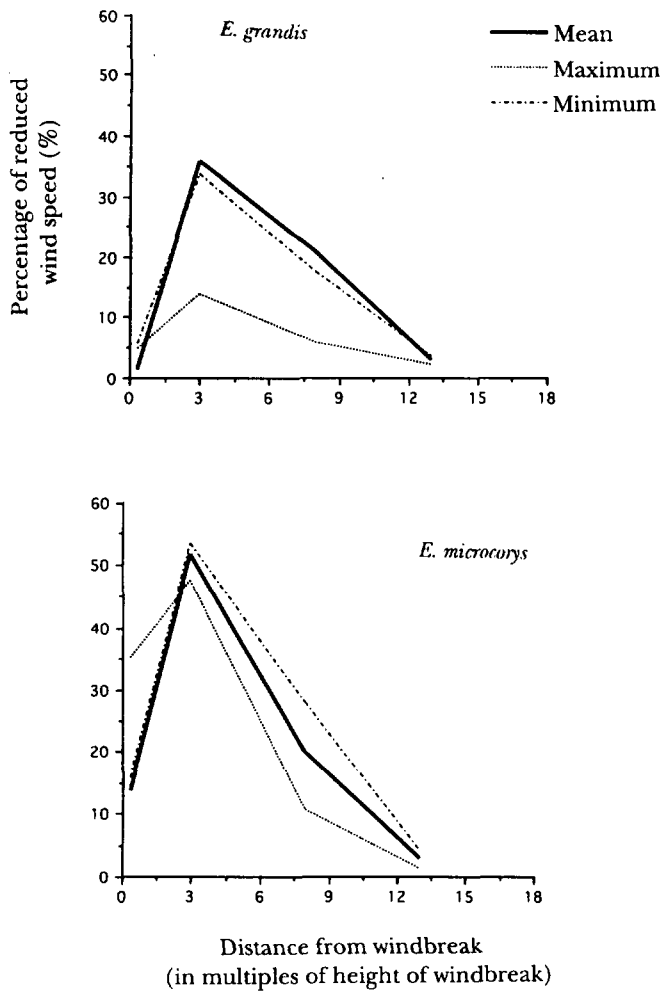 E. grandis
Mean
Maximum
Minimum
Percentage of reduced
wind speed (%)
60
50
40
30
20
10
0
0 3 6 9 12 15 18
E. microcorys
60
50
40
30
20
10
0
0 3 6 9 12 15 18
Distance from windbreak
(in multiples of height of windbreak)